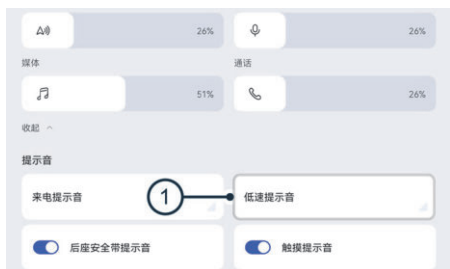 26%
26%
媒体
通话
51%
26%
收起
提示音
来电提示音
1
低速提示音
后座安全带提示音
触摸提示音